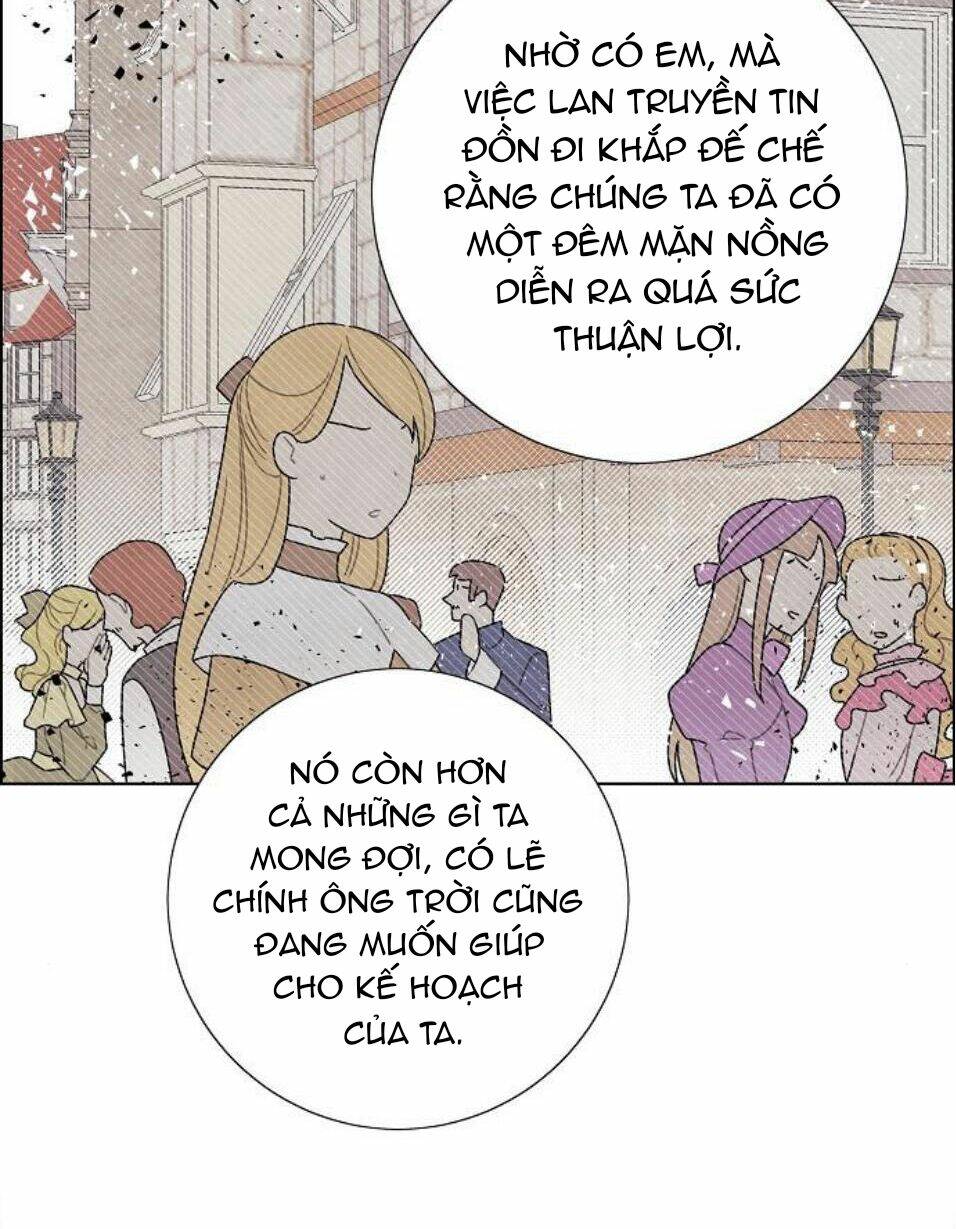 NHỜ CÓ EM, MÀ
VIỆC LAN TRUYỀN TIN
ĐỒN ĐI KHẮP ĐẾ CHẾ
RẰNG CHÚNG TA ĐÃ CÓ
MỘT ĐÊM MẶN NỒNG
DIỄN RA QUÁ SỨC
THUẬN LỢI.
NÓ CÒN HƠN
CẢ NHỮNG GÌ TA
MONG ĐỢI, CÓ LẼ
CHÍNH ÔNG TRỜI CŨNG
ĐANG MUỐN GIÚP
CHO KẾ HOẠCH
CỦA TA.